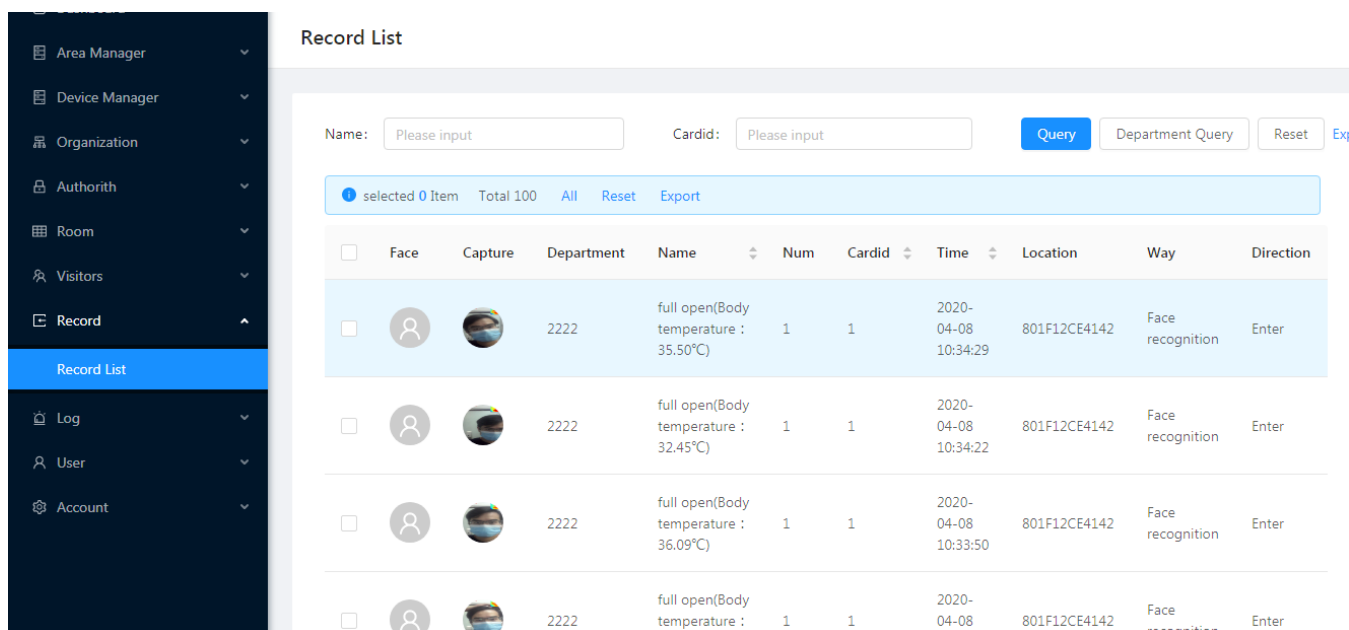 Record List
Area Manager
Device Manager
Organization
Authorith
Room
Visitors
Record
Record List
Log
User
Account
Name: Please input Cardid: Please input Query Department Query Reset
selected 0 Item Total 100 All Reset Export
Face Capture Department Name Num Cardid Time Location Way Direction
2222 full open(Body temperature : 35.50℃) 1 1 2020-04-08 10:34:29 801F12CE4142 Face recognition Enter
2222 full open(Body temperature : 32.45℃) 1 1 2020-04-08 10:34:22 801F12CE4142 Face recognition Enter
2222 full open(Body temperature : 36.09℃) 1 1 2020-04-08 10:33:50 801F12CE4142 Face recognition Enter
2222 full open(Body temperature : 1 1 2020-04-08 801F12CE4142 Face Enter